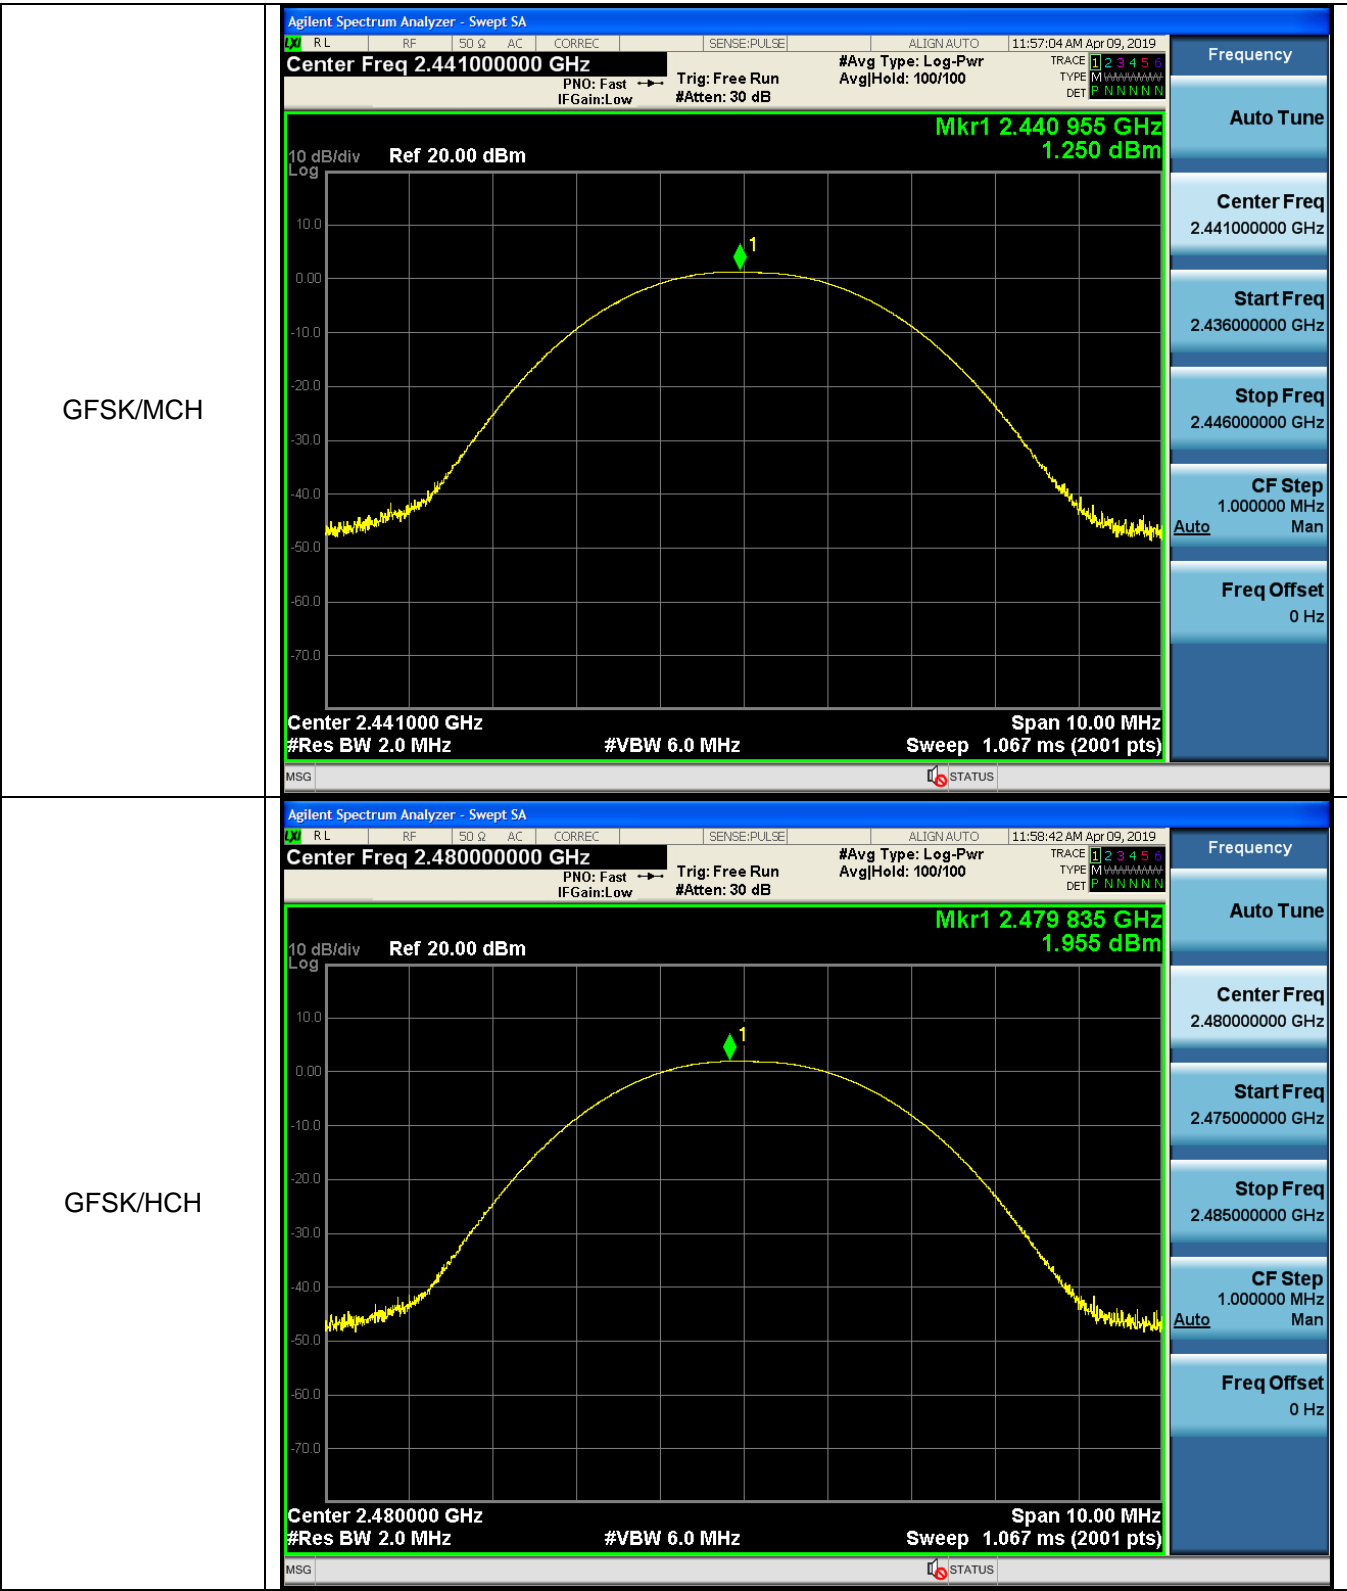 GFSK/MCH
Agilent Spectrum Analyzer - Swept SA
LXI RL RF 50 Ω AC CORREC SENSE:PULSE ALIGN AUTO 11:57:04 AM Apr 09, 2019
Center Freq 2.441000000 GHz
PNO: Fast
IFGain:Low
Trig: Free Run
#Atten: 30 dB
#Avg Type: Log-Pwr
Avg|Hold: 100/100
TRACE 1 2 3 4 5 6
TYPE M
DET P N N N N N
Mkr1 2.440 955 GHz
1.250 dBm
10 dB/div Ref 20.00 dBm
Log
1
10.0
0.00
-10.0
-20.0
-30.0
-40.0
-50.0
-60.0
-70.0
Center 2.441000 GHz Span 10.00 MHz
#Res BW 2.0 MHz #VBW 6.0 MHz Sweep 1.067 ms (2001 pts)
MSG STATUS
Frequency
Auto Tune
Center Freq
2.441000000 GHz
Start Freq
2.436000000 GHz
Stop Freq
2.446000000 GHz
CF Step
1.000000 MHz
Auto Man
Freq Offset
0 Hz
GFSK/HCH
Agilent Spectrum Analyzer - Swept SA
LXI RL RF 50 Ω AC CORREC SENSE:PULSE ALIGN AUTO 11:58:42 AM Apr 09, 2019
Center Freq 2.480000000 GHz
PNO: Fast
IFGain:Low
Trig: Free Run
#Atten: 30 dB
#Avg Type: Log-Pwr
Avg|Hold: 100/100
TRACE 1 2 3 4 5 6
TYPE M
DET P N N N N N
Mkr1 2.479 835 GHz
1.955 dBm
10 dB/div Ref 20.00 dBm
Log
1
10.0
0.00
-10.0
-20.0
-30.0
-40.0
-50.0
-60.0
-70.0
Center 2.480000 GHz Span 10.00 MHz
#Res BW 2.0 MHz #VBW 6.0 MHz Sweep 1.067 ms (2001 pts)
MSG STATUS
Frequency
Auto Tune
Center Freq
2.480000000 GHz
Start Freq
2.475000000 GHz
Stop Freq
2.485000000 GHz
CF Step
1.000000 MHz
Auto Man
Freq Offset
0 Hz